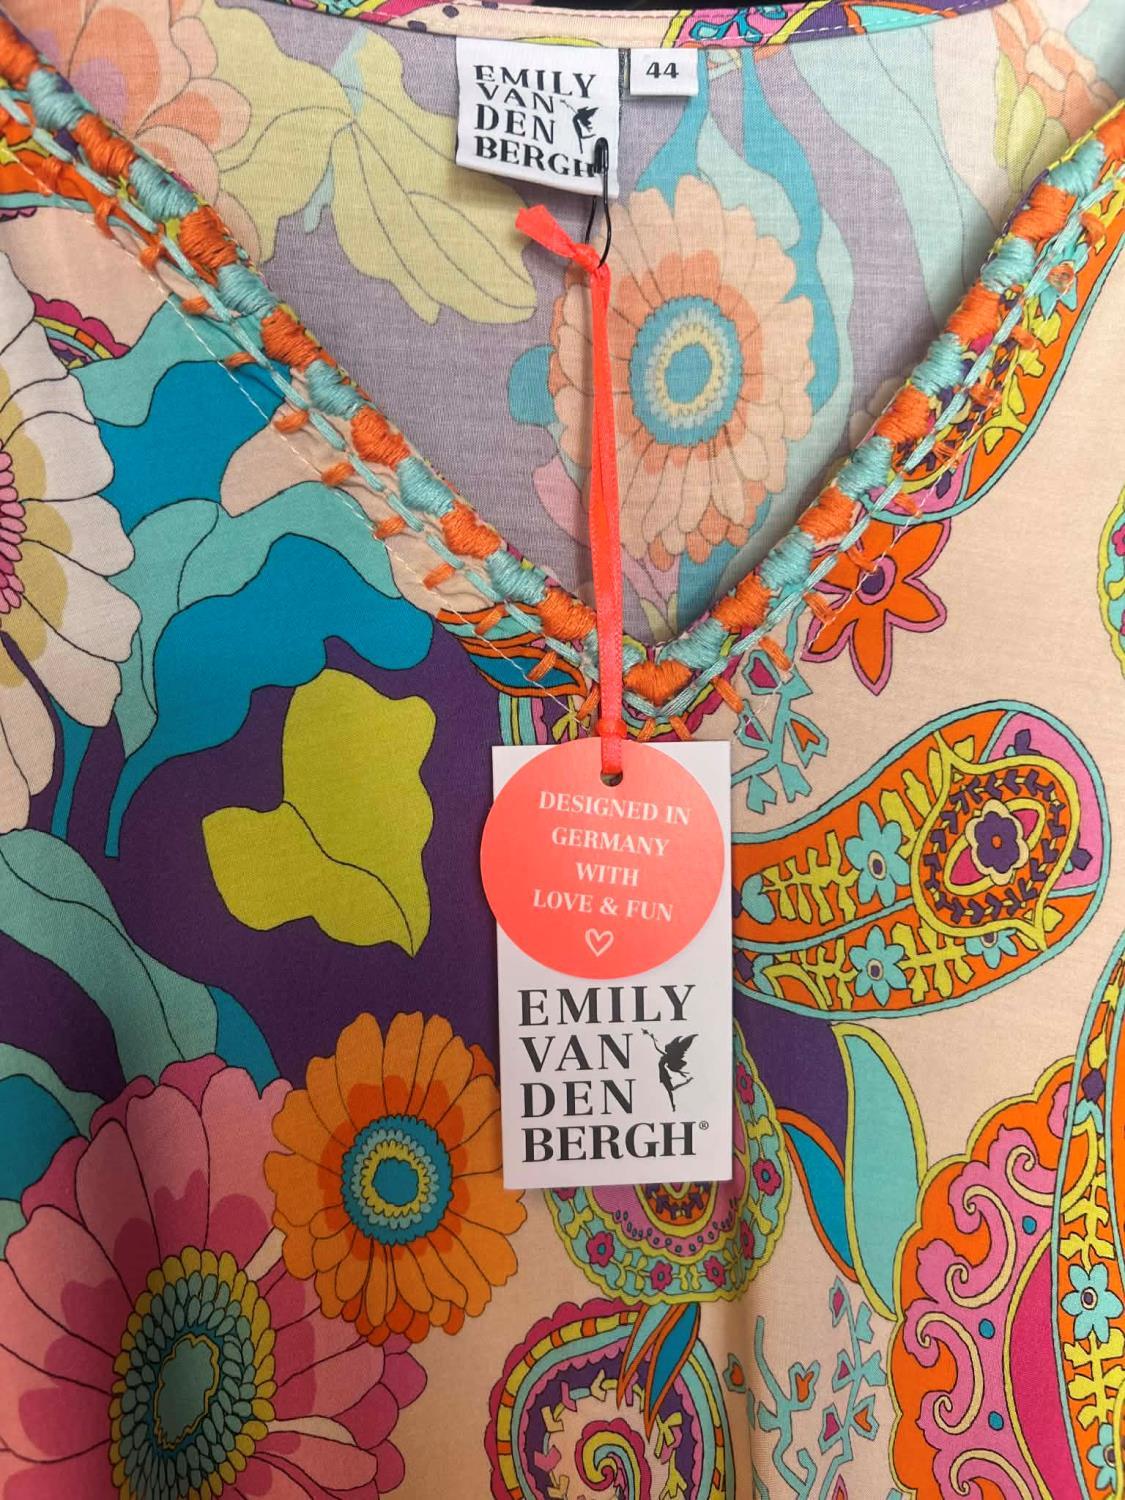 EMILY
VAN
DEN
BERGH
44
DESIGNED IN
GERMANY
WITH
LOVE & FUN
EMILY
VAN
DEN
BERGH®